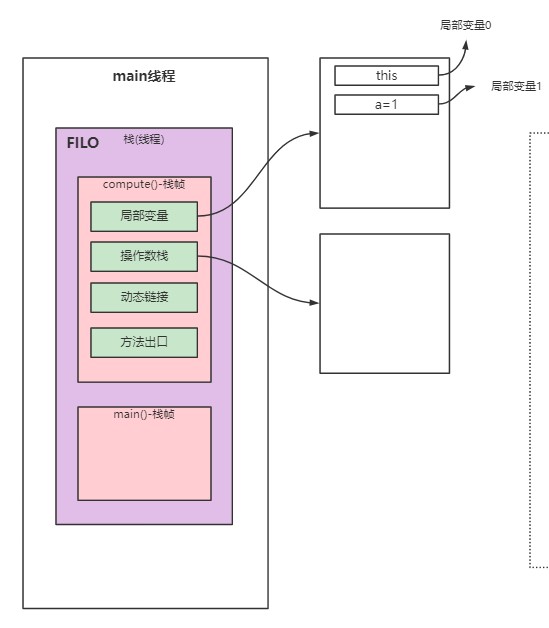 局部变量0
main线程
this
局部变量1
a=1
FILO
栈(线程)
compute()-栈帧
局部变量
操作数栈
动态链接
方法出口
main()-栈帧